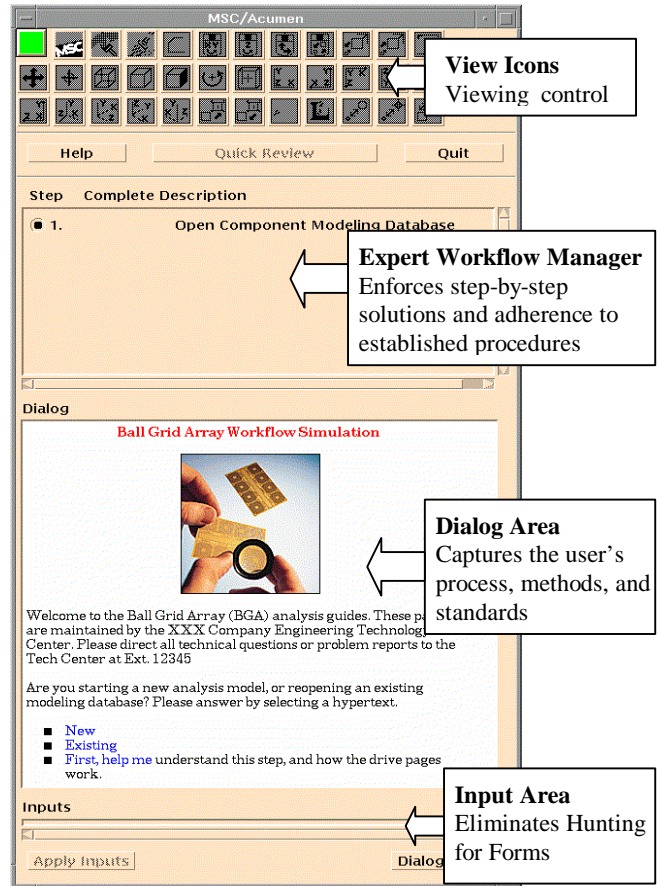 MSC/Acumen
MSC
View Icons
Viewing control
Help
Quick Review
Quit
Step Complete Description
1. Open Component Modeling Database
Expert Workflow Manager
Enforces step-by-step
solutions and adherence to
established procedures
Dialog
Ball Grid Array Workflow Simulation
Dialog Area
Captures the user's
process, methods, and
standards
Welcome to the Ball Grid Array (BGA) analysis guides. These
are maintained by the XXX Company Engineering Technology
Center. Please direct all technical questions or problem reports to the
Tech Center at Ext. 12345
Are you starting a new analysis model, or reopening an existing
modeling database? Please answer by selecting a hypertext.
New
Existing
First, help me understand this step, and how the drive pages
work.
Inputs
Input Area
Eliminates Hunting
for Forms
Apply Inputs
Dialog